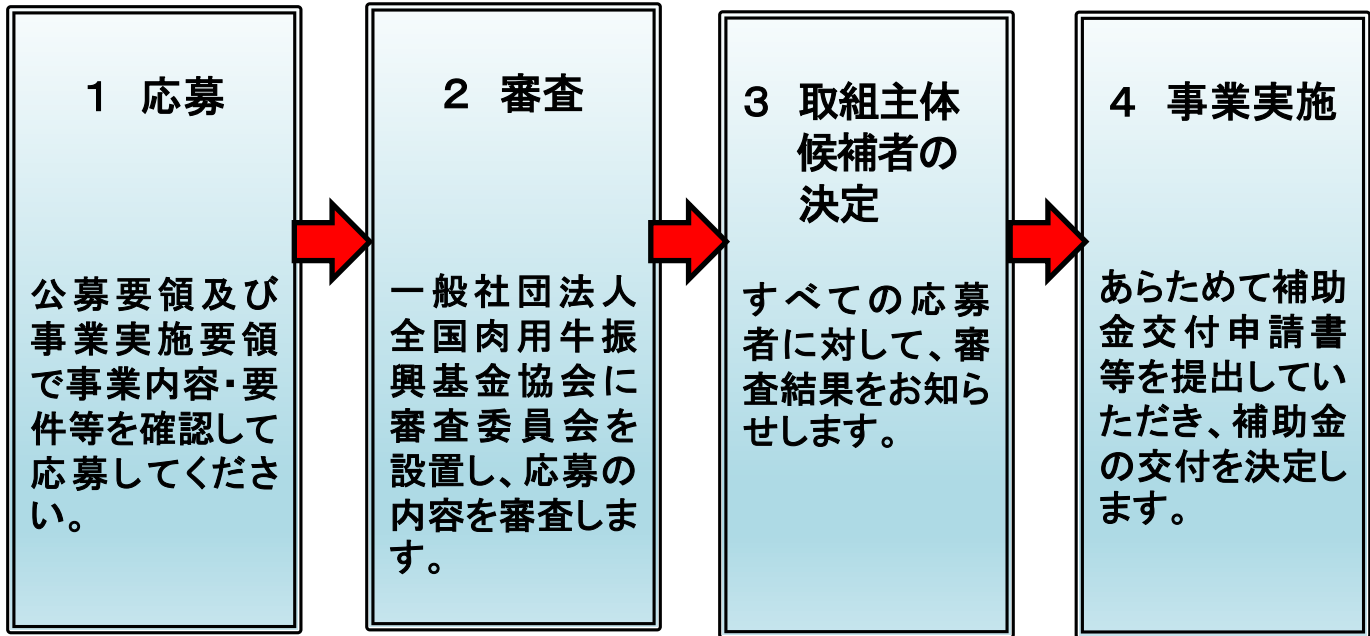 １　応募
公募要領及び
事業実施要領
で事業内容・要
件等を確認して
応募してくださ
い。
２　審査
一般社団法人
全国肉用牛振
興基金協会に
審査委員会を
設置し、応募の
内容を審査しま
す。
３　取組主体
候補者の
決定
すべての応募
者に対して、審
査結果をお知ら
せします。
４　事業実施
あらためて補助
金交付申請書
等を提出してい
ただき、補助金
の交付を決定し
ます。